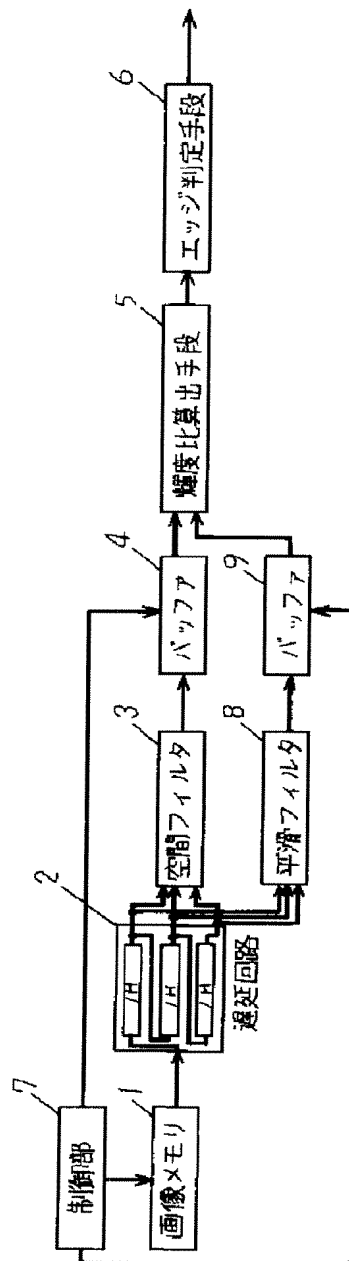 7
制御部
1
画像メモリ
2
1H
1H
1H
遅延回路
3
空間フィルタ
8
平滑フィルタ
4
バッファ
9
バッファ
5
輝度比算出手段
6
エッジ判定手段